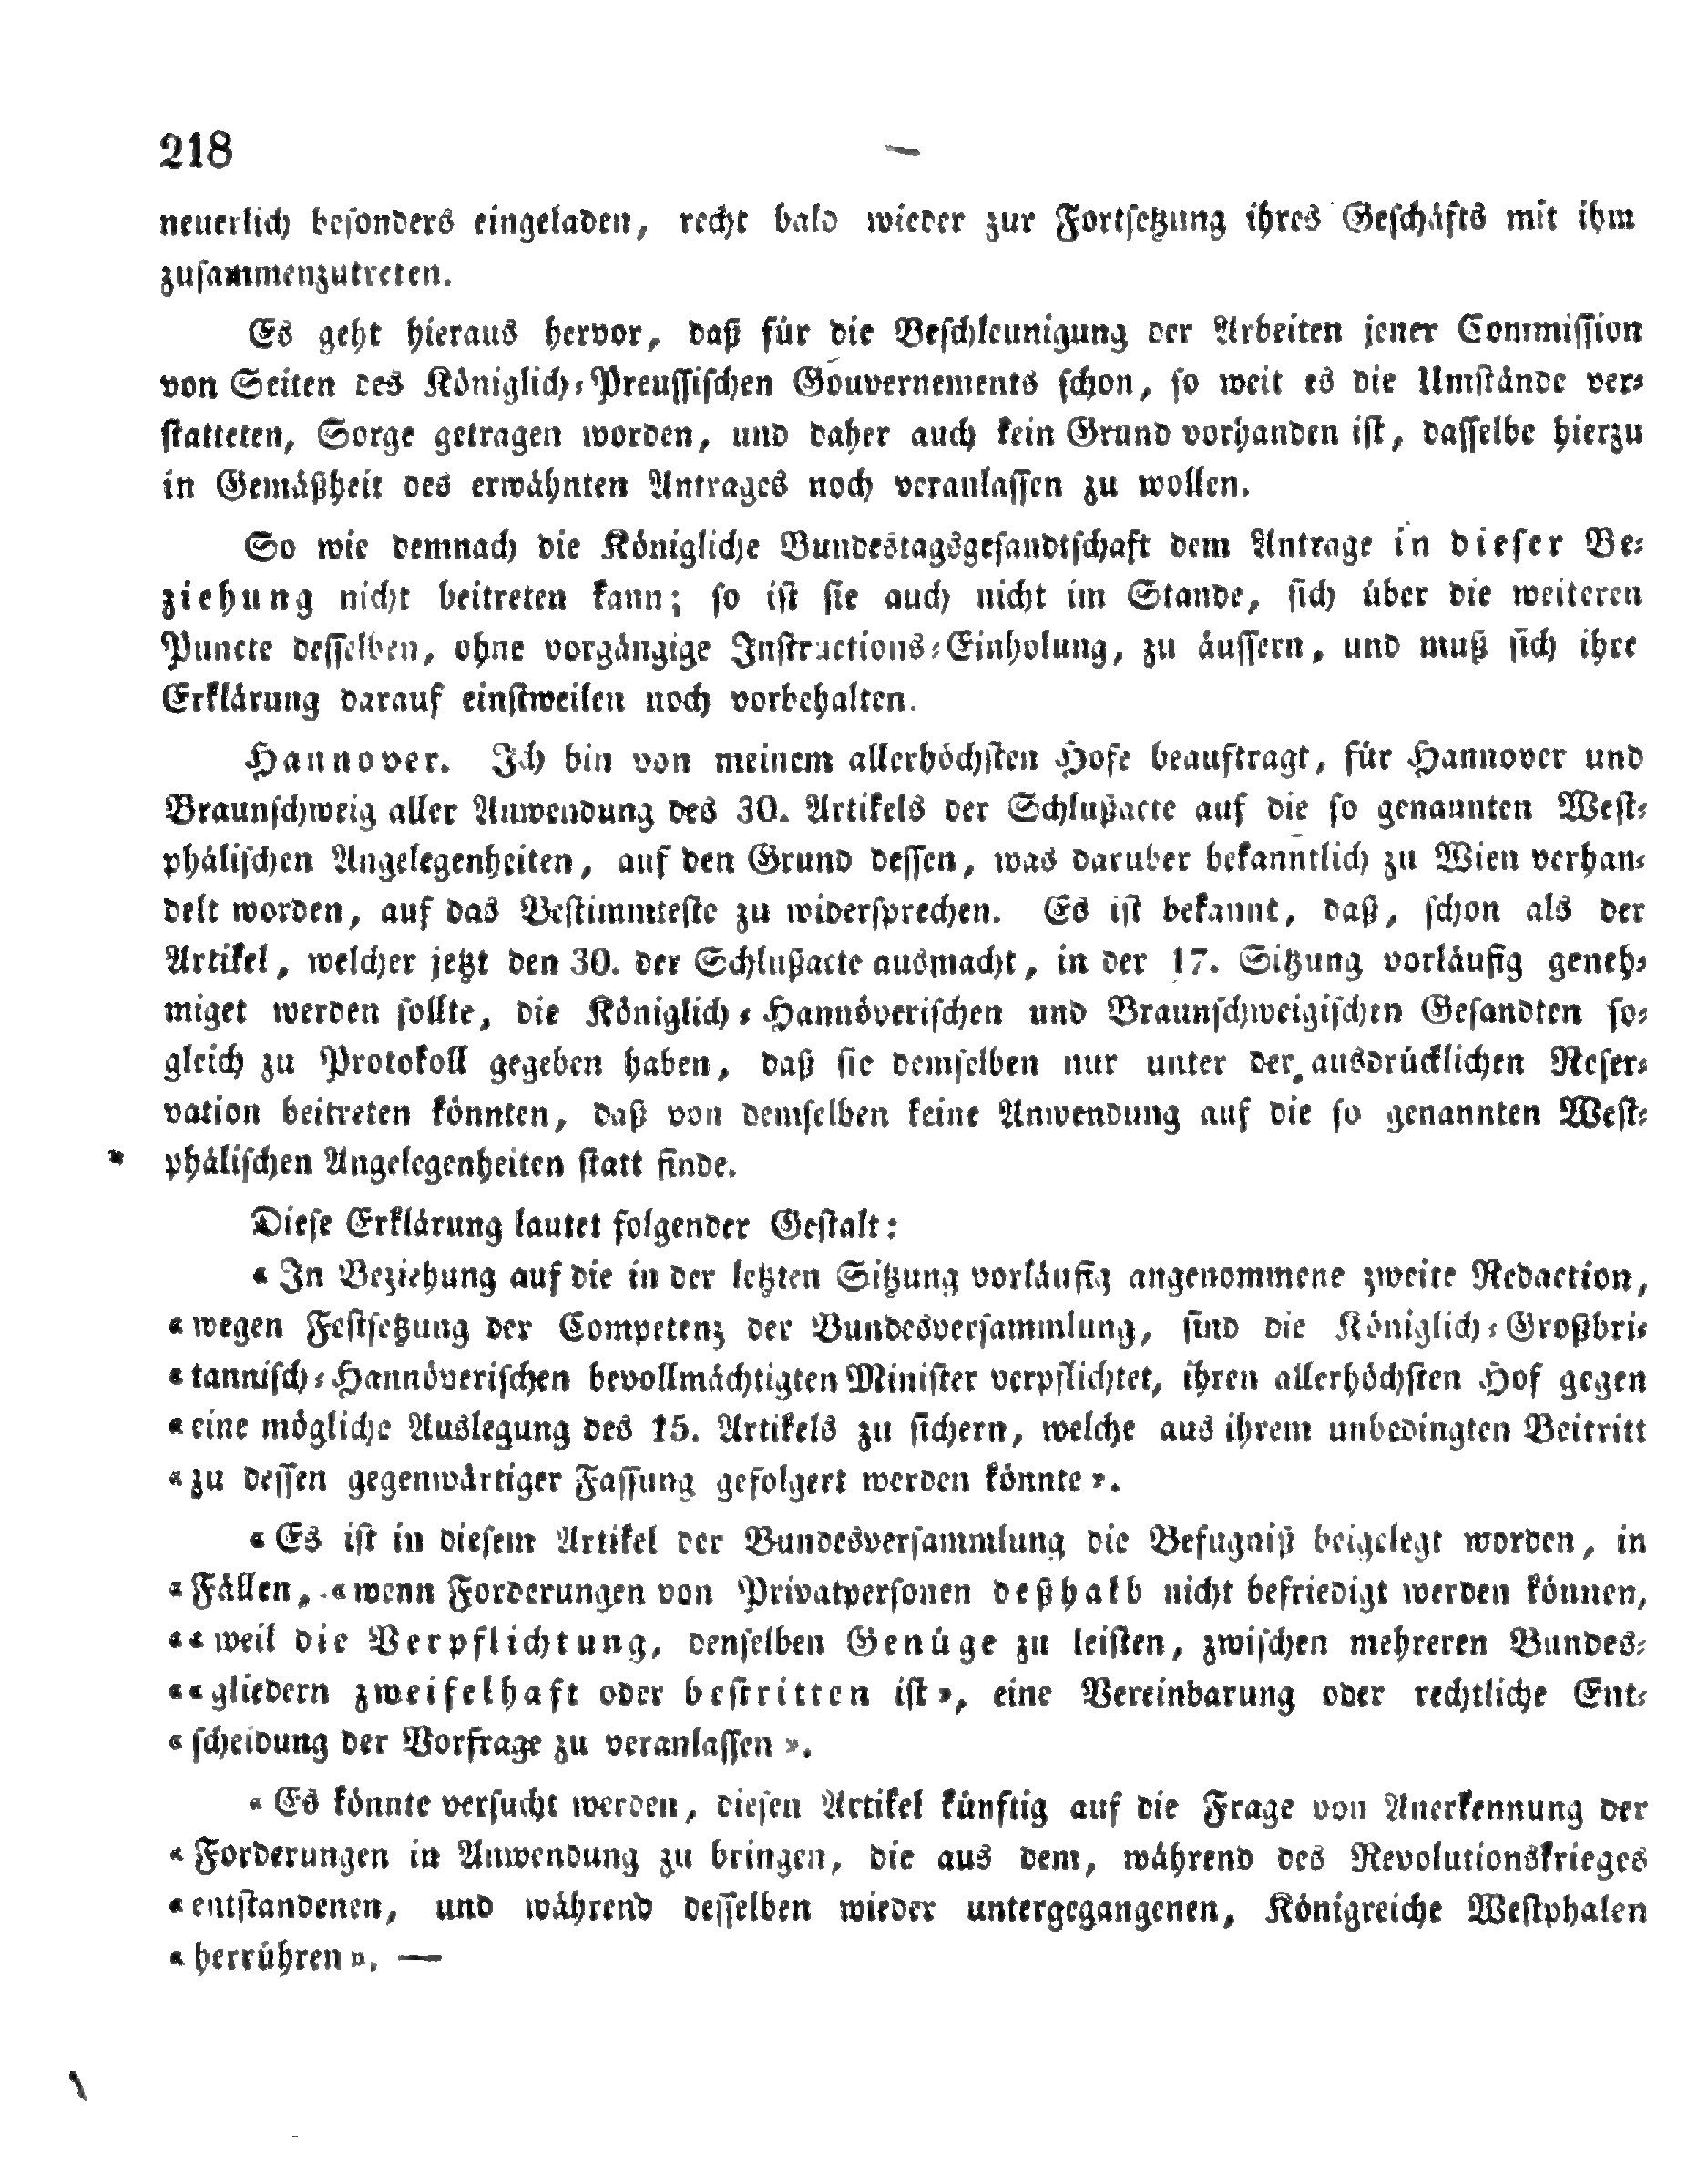 218
neuerlich besonders eingeladen, recht bald wieder zur Fortsetzung ihres Geschäfts mit ihm
zusammenzutreten.
Es geht hieraus hervor, daß für die Beschleunigung der Arbeiten jener Commission
von Seiten des Königlich-Preussischen Gouvernements schon, so weit es die Umstände ver-
statteten, Sorge getragen worden, und daher auch kein Grund vorhanden ist, dasselbe hierzu
in Gemäßheit des erwähnten Antrages noch veranlassen zu wollen.
So wie demnach die Königliche Bundestagsgesandtschaft dem Antrage in dieser Be-
ziehung nicht beitreten kann; so ist sie auch nicht im Stande, sich über die weiteren
Puncte desselben, ohne vorgängige Instructions-Einholung, zu äussern, und muß sich ihre
Erklärung darauf einstweilen noch vorbehalten.
Hannover. Ich bin von meinem allerhöchsten Hofe beauftragt, für Hannover und
Braunschweig aller Anwendung des 30. Artikels der Schlußacte auf die so genannten West-
phälischen Angelegenheiten, auf den Grund dessen, was daruber bekanntlich zu Wien verhan-
delt worden, auf das Bestimmteste zu widersprechen. Es ist bekannt, daß, schon als der
Artikel, welcher jetzt den 30. der Schlußacte ausmacht, in der 17. Sitzung vorläufig geneh-
miget werden sollte, die Königlich-Hannöverischen und Braunschweigischen Gesandten so-
gleich zu Protokoll gegeben haben, daß sie demselben nur unter der ausdrücklichen Reser-
vation beitreten könnten, daß von demselben keine Anwendung auf die so genannten West-
phälischen Angelegenheiten statt finde.
Diese Erklärung lautet folgender Gestalt:
« In Beziehung auf die in der letzten Sitzung vorläufig angenommene zweite Redaction,
« wegen Festsetzung der Competenz der Bundesversammlung, sind die Königlich-Großbri-
« tannisch-Hannöverischen bevollmächtigten Minister verpflichtet, ihren allerhöchsten Hof gegen
« eine mögliche Auslegung des 15. Artikels zu sichern, welche aus ihrem unbedingten Beitritt
« zu dessen gegenwärtiger Fassung gefolgert werden könnte ».
« Es ist in diesem Artikel der Bundesversammlung die Befugniß beigelegt worden, in
« Fällen, « wenn Forderungen von Privatpersonen deßhalb nicht befriedigt werden können,
« « weil die Verpflichtung, denselben Genüge zu leisten, zwischen mehreren Bundes-
« « gliedern zweifelhaft oder bestritten ist », eine Vereinbarung oder rechtliche Ent-
« scheidung der Vorfrage zu veranlassen ».
« Es könnte versucht werden, diesen Artikel künftig auf die Frage von Anerkennung der
« Forderungen in Anwendung zu bringen, die aus dem, während des Revolutionskrieges
« entstandenen, und während desselben wieder untergegangenen, Königreiche Westphalen
« herrühren ». —